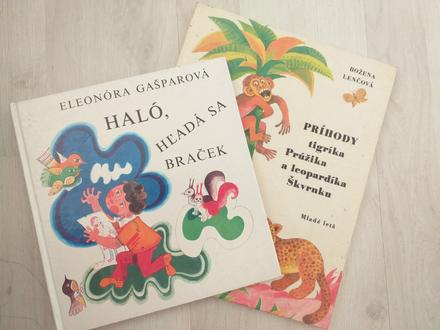 ELEONÓRA GAŠPAROVÁ
HALÓ,
HĽADÁ SA
BRAČEK
BOŽENA
LENČOVÁ
PRÍHODY
tigríka
Prúžika
a leopardíka
Škvrnku
Mladé letá